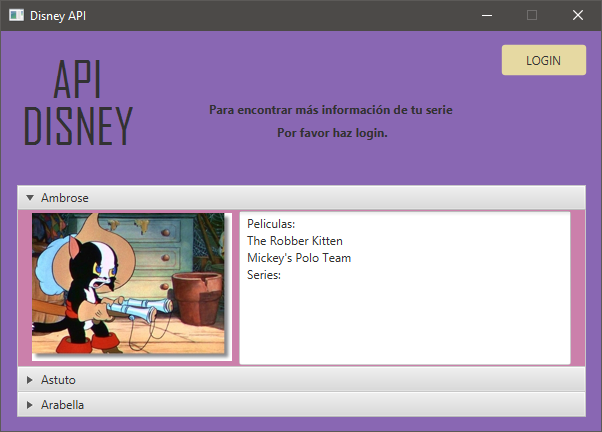 Disney API
LOGIN
API
DISNEY
Para encontrar más información de tu serie
Por favor haz login.
Ambrose
Peliculas:
The Robber Kitten
Mickey's Polo Team
Series:
Astuto
Arabella